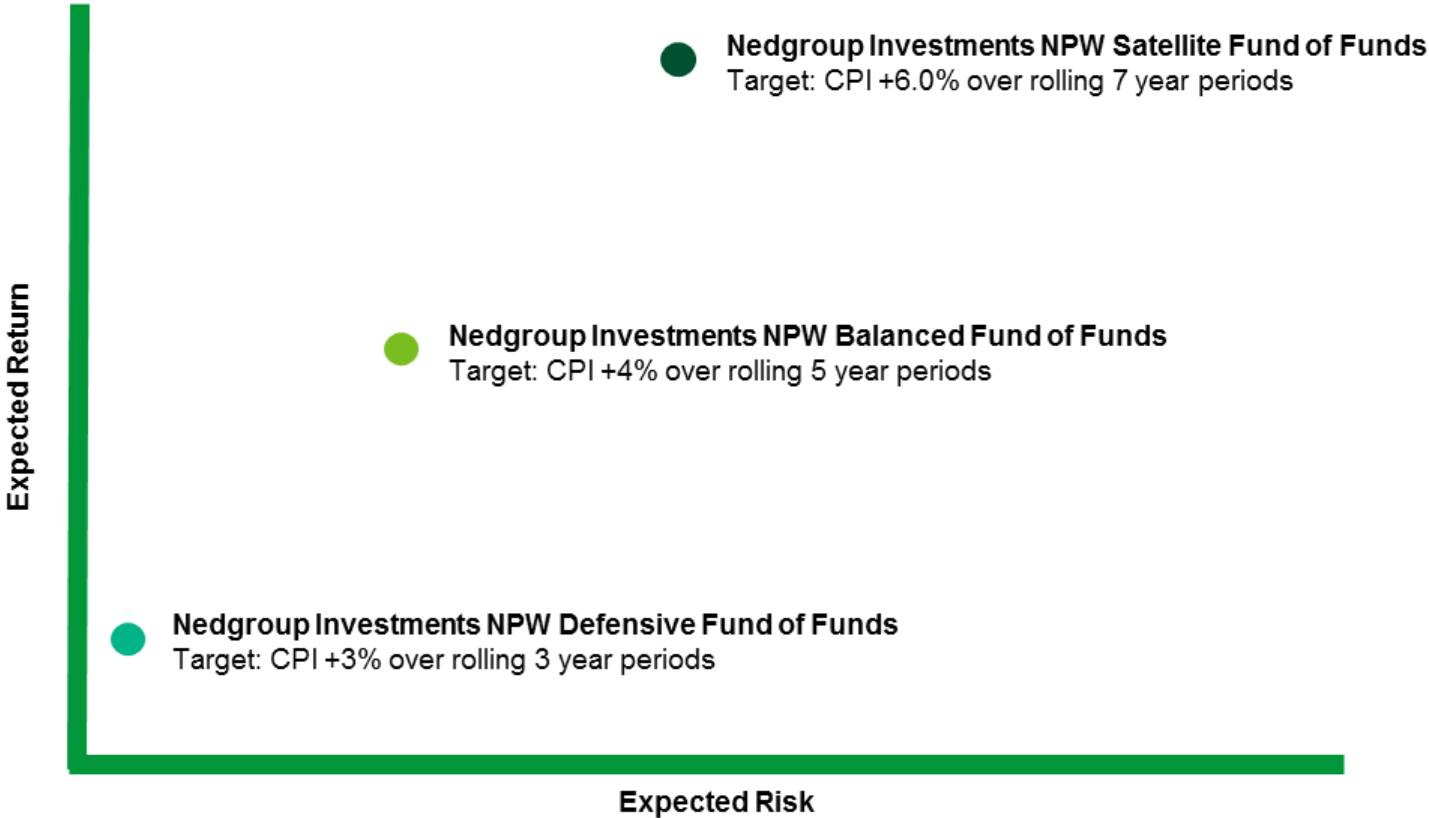 Nedgroup Investments NPW Satellite Fund of Funds
Target: CPI +6.0% over rolling 7 year periods
Expected Return
Nedgroup Investments NPW Balanced Fund of Funds
Target: CPI +4% over rolling 5 year periods
Nedgroup Investments NPW Defensive Fund of Funds
Target: CPI +3% over rolling 3 year periods
Expected Risk